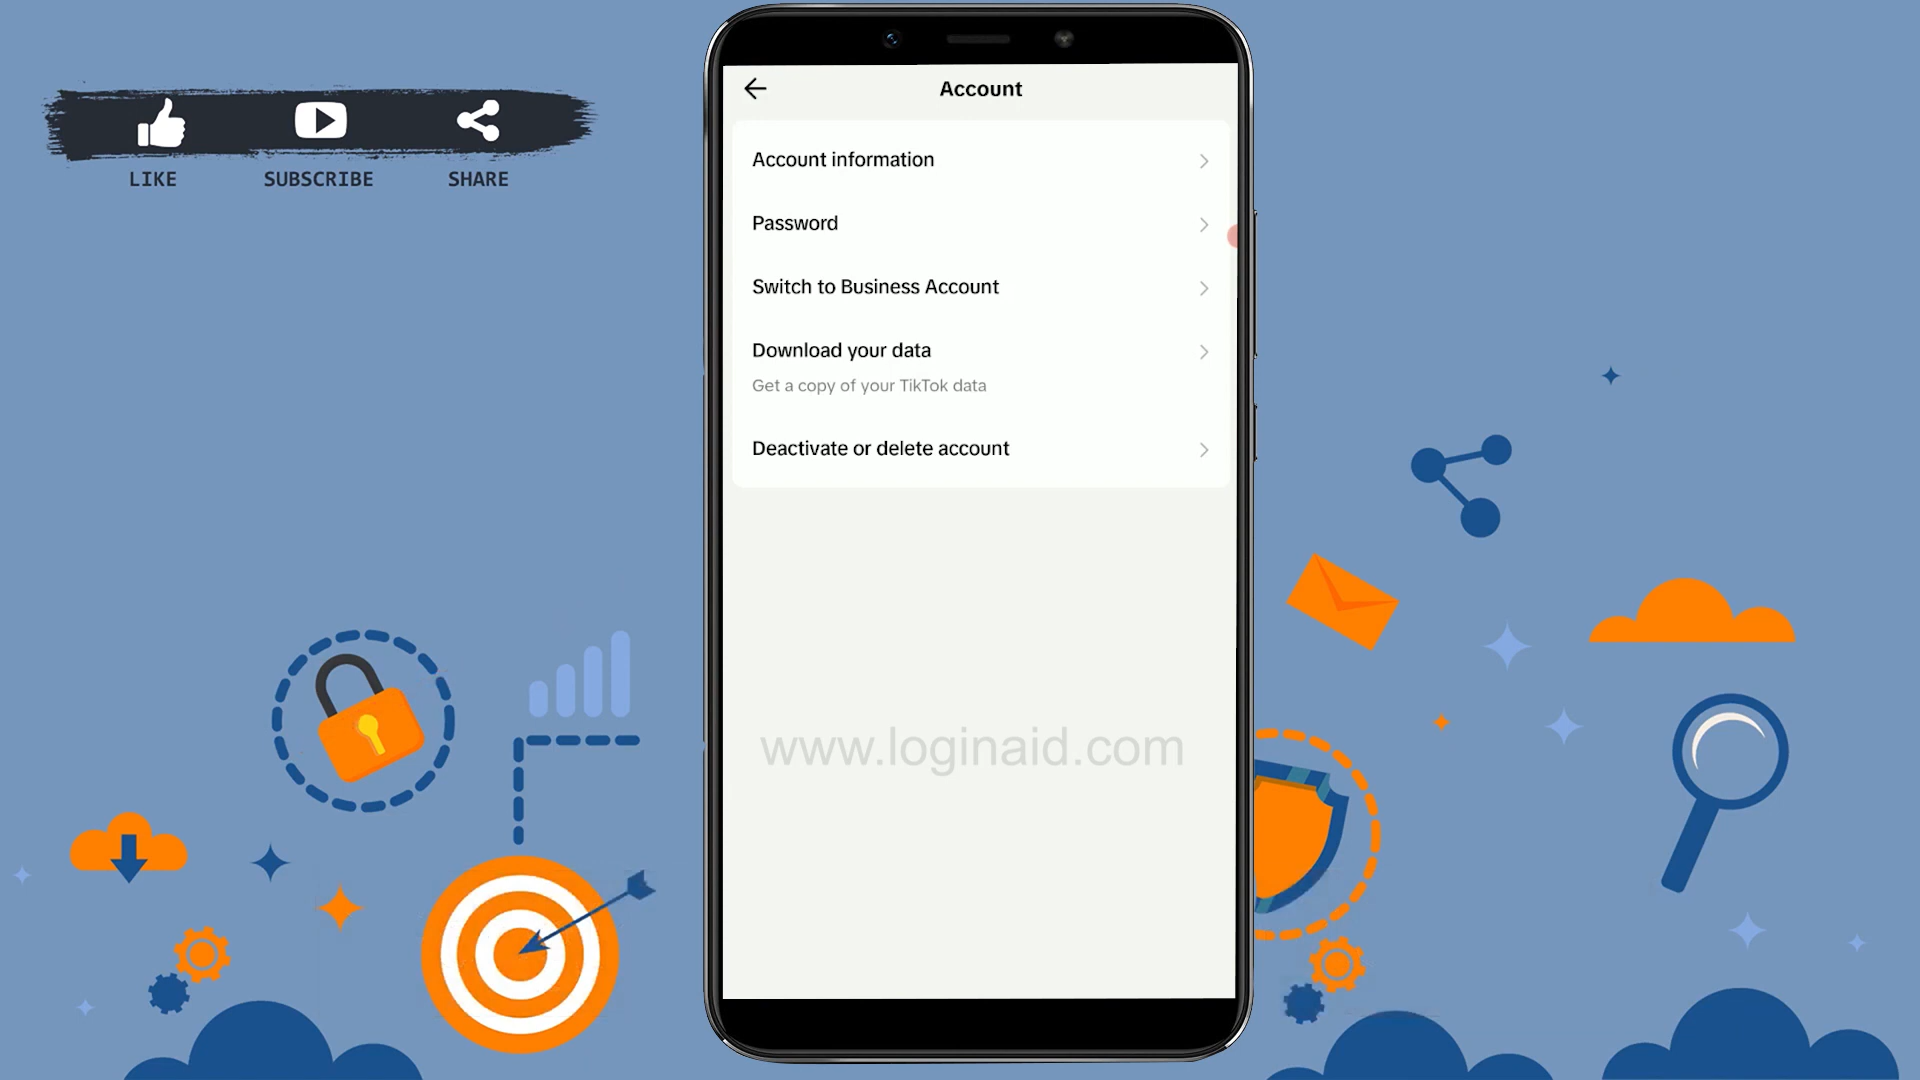 LIKE SUBSCRIBE SHARE
Account
Account information
Password
Switch to Business Account
Download your data
Get a copy of your TikTok data
Deactivate or delete account
www.loginaid.com